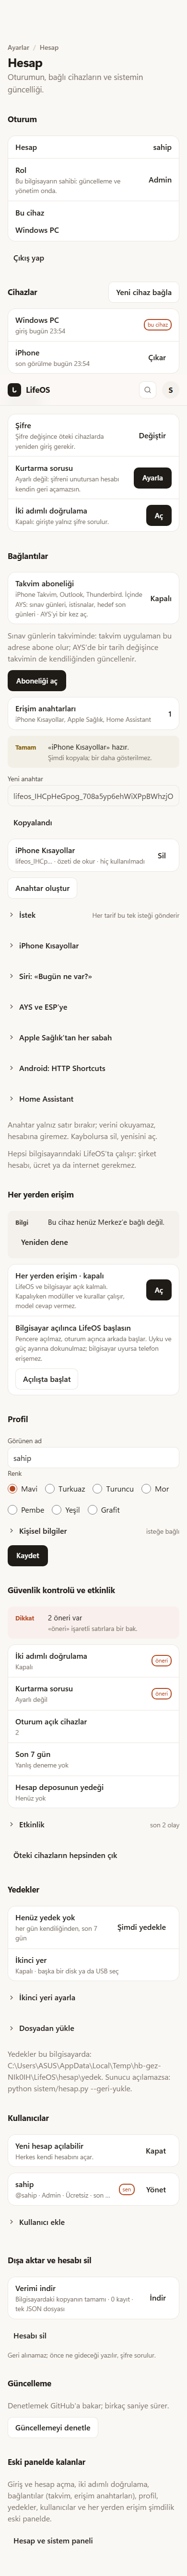 Ayarlar / Hesap
Hesap
Oturumun, bağlı cihazların ve sistemin
güncelliği.
Oturum
Hesap
sahip
Rol
Bu bilgisayarın sahibi: güncelleme ve
yönetim onda.
Admin
Bu cihaz
Windows PC
Çıkış yap
Cihazlar
Yeni cihaz bağla
Windows PC
giriş bugün 23:54
bu cihaz
iPhone
son görülme bugün 23:54
Çıkar
LifeOS
S
Şifre
Şifre değişince öteki cihazlarda
yeniden giriş gerekir.
Değiştir
Kurtarma sorusu
Ayarlı değil: şifreni unutursan hesabı
kendin geri açamazsın.
Ayarla
İki adımlı doğrulama
Kapalı: girişte yalnız şifre sorulur.
Aç
Bağlantılar
Takvim aboneliği
iPhone Takvim, Outlook, Thunderbird. İçinde
AYS: sınav günleri, istisnalar, hedef son
günleri · AYS'yi bir kez aç.
Kapalı
Sınav günlerin takviminde: takvim uygulaman bu
adrese abone olur; AYS'de bir tarih değişince
takvimin de kendiliğinden güncellenir.
Aboneliği aç
Erişim anahtarları
iPhone Kısayollar, Apple Sağlık, Home Assistant
1
Tamam
«iPhone Kısayollar» hazır.
Şimdi kopyala; bir daha gösterilmez.
Yeni anahtar
lifeos_IHCpHeGpog_708a5yp6ehWiXPpBWhzjO
Kopyalandı
iPhone Kısayollar
lifeos_IHCp... · özeti de okur · hiç kullanılmadı
Sil
Anahtar oluştur
İstek
Her tarif bu tek isteği gönderir
iPhone Kısayollar
Siri: «Bugün ne var?»
AYS ve ESP'ye
Apple Sağlık'tan her sabah
Android: HTTP Shortcuts
Home Assistant
Anahtar yalnız satır bırakır; verini okuyamaz,
hesabına giremez. Kaybolursa sil, yenisini aç.
Hepsi bilgisayarındaki LifeOS'ta çalışır: şirket
hesabı, ücret ya da internet gerekmez.
Her yerden erişim
Bilgi
Bu cihaz henüz Merkez'e bağlı değil.
Yeniden dene
Her yerden erişim · kapalı
LifeOS ve bilgisayar açık kalmalı.
Kapalıyken modüller ve kurallar çalışır,
model cevap vermez.
Aç
Bilgisayar açılınca LifeOS başlasın
Pencere açılmaz, oturum açınca arkada başlar. Uyku ve
güç ayarına dokunulmaz; bilgisayar uyursa telefon
erişemez.
Açılışta başlat
Profil
Görünen ad
sahip
Renk
Mavi
Turkuaz
Turuncu
Mor
Pembe
Yeşil
Grafit
Kişisel bilgiler
isteğe bağlı
Kaydet
Güvenlik kontrolü ve etkinlik
Dikkat
2 öneri var
«öneri» işaretli satırlara bir bak.
İki adımlı doğrulama
Kapalı
öneri
Kurtarma sorusu
Ayarlı değil
öneri
Oturum açık cihazlar
2
Son 7 gün
Yanlış deneme yok
Hesap deposunun yedeği
Henüz yok
Etkinlik
son 2 olay
Öteki cihazların hepsinden çık
Yedekler
Henüz yedek yok
her gün kendiliğinden, son 7
gün
Şimdi yedekle
İkinci yer
Kapalı · başka bir disk ya da USB seç
İkinci yeri ayarla
Dosyadan yükle
Yedekler bu bilgisayarda:
C:\Users\ASUS\AppData\Local\Temp\hb-gez-
NIk0IH\LifeOS\hesap\yedek. Sunucu açılamazsa:
python sistem/hesap.py --geri-yukle.
Kullanıcılar
Yeni hesap açılabilir
Herkes kendi hesabını açar.
Kapat
sahip
@sahip · Admin · Ücretsiz · son ...
sen
Yönet
Kullanıcı ekle
Dışa aktar ve hesabı sil
Verimi indir
Bilgisayardaki kopyanın tamamı · 0 kayıt ·
tek JSON dosyası
İndir
Hesabı sil
Geri alınamaz; önce ne gideceği yazılır, şifre sorulur.
Güncelleme
Denetlemek GitHub'a bakar; birkaç saniye sürer.
Güncellemeyi denetle
Eski panelde kalanlar
Giriş ve hesap açma, iki adımlı doğrulama,
bağlantılar (takvim, erişim anahtarları), profil,
yedekler, kullanıcılar ve her yerden erişim şimdilik
eski panelde.
Hesap ve sistem paneli